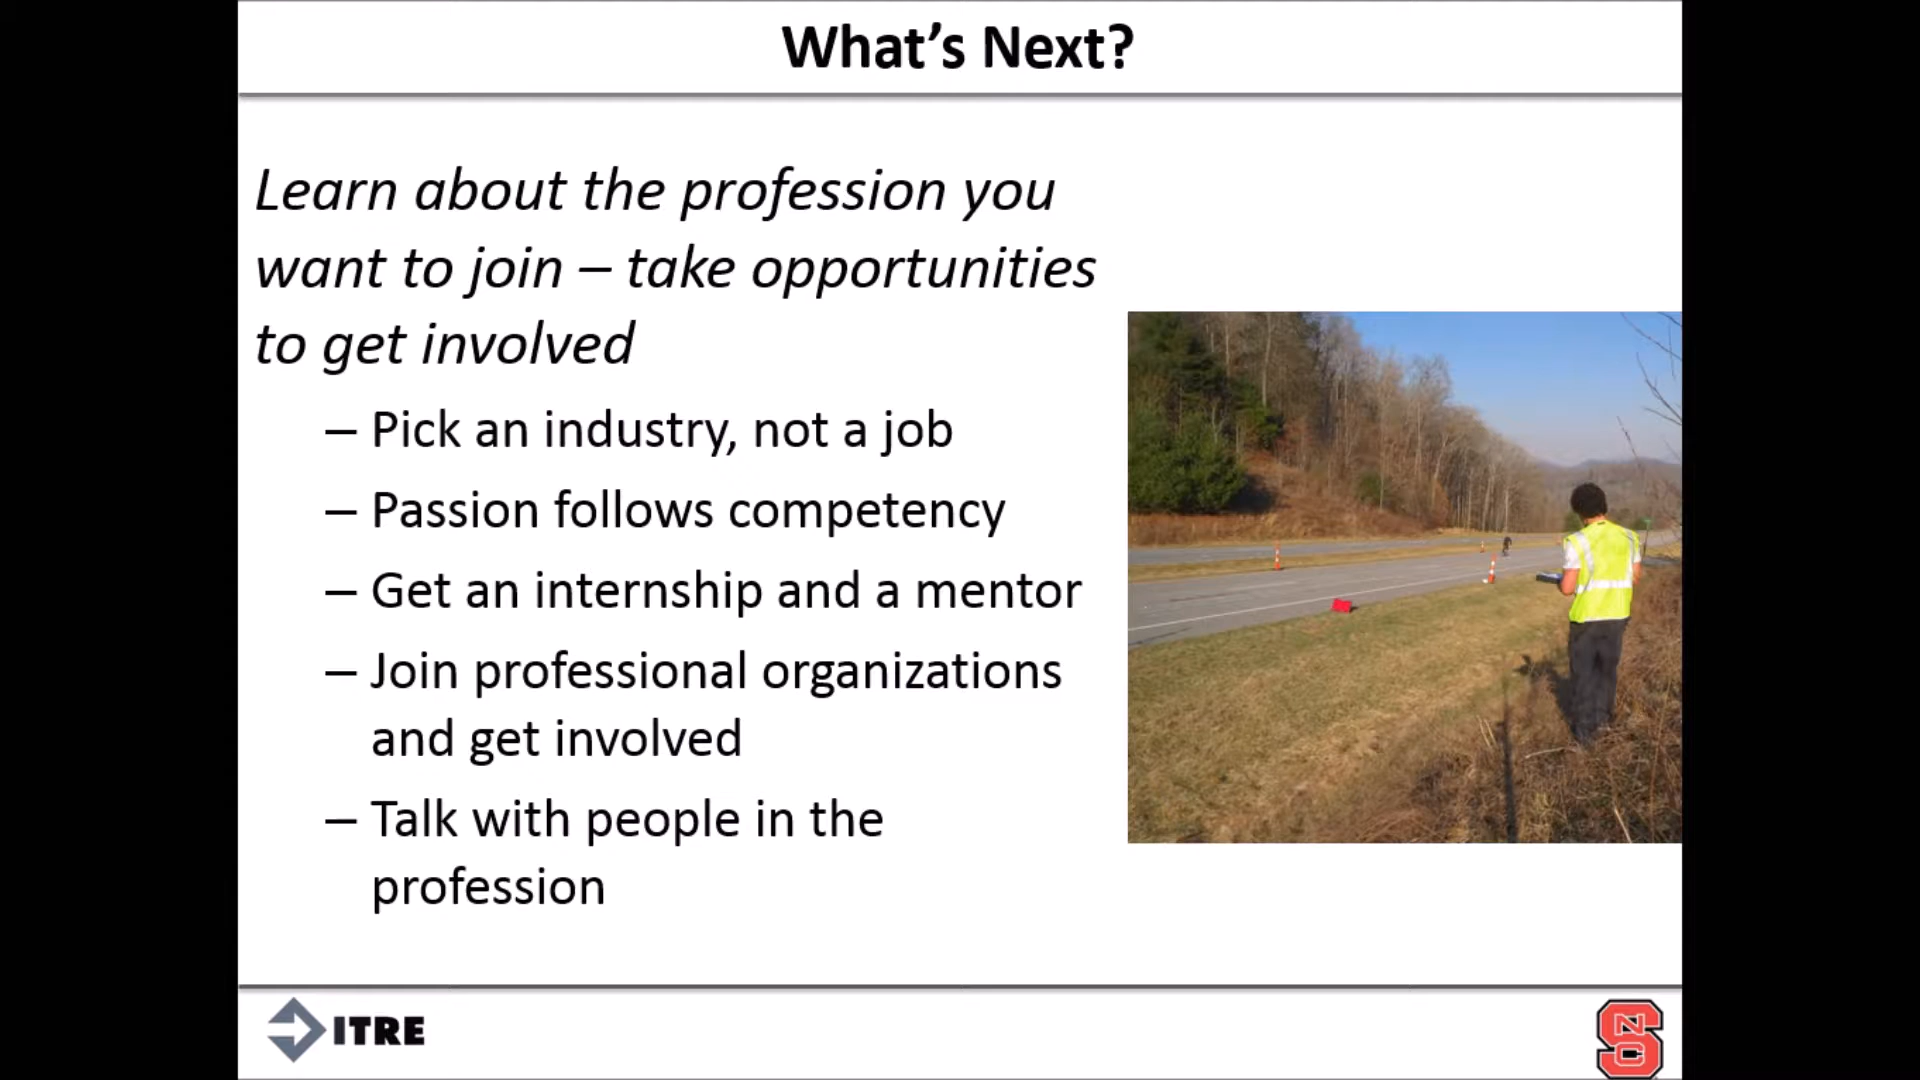 What’s Next?
Learn about the profession you
want to join – take opportunities
to get involved
– Pick an industry, not a job
– Passion follows competency
– Get an internship and a mentor
– Join professional organizations
and get involved
– Talk with people in the
profession
ITRE
NCS